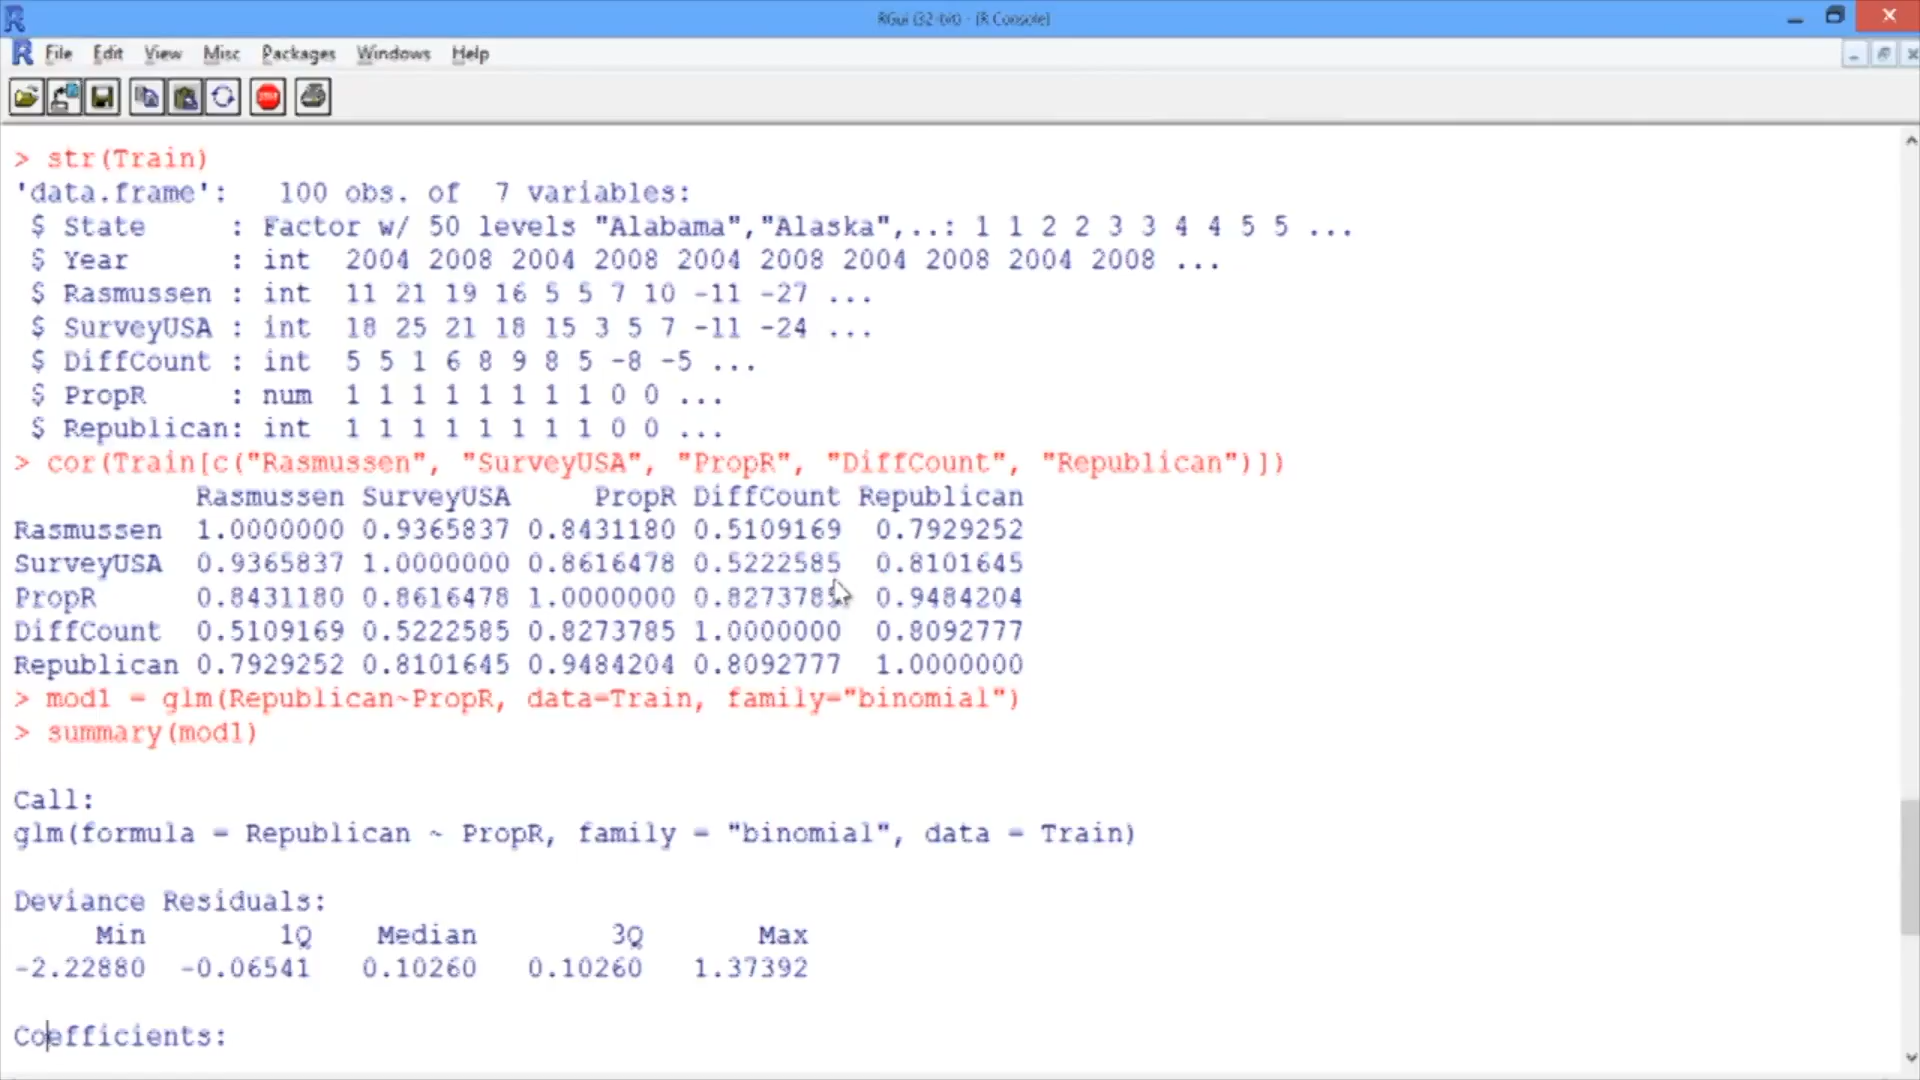 RGui (32-bit) - [R Console]
File Edit View Misc Packages Windows Help
STOP
> str(Train)
'data.frame':   100 obs. of  7 variables:
 $ State     : Factor w/ 50 levels "Alabama","Alaska",..: 1 1 2 2 3 3 4 4 5 5 ...
 $ Year      : int  2004 2008 2004 2008 2004 2008 2004 2008 2004 2008 ...
 $ Rasmussen : int  11 21 19 16 5 5 7 10 -11 -27 ...
 $ SurveyUSA : int  18 25 21 18 15 3 5 7 -11 -24 ...
 $ DiffCount : int  5 5 1 6 8 9 8 5 -8 -5 ...
 $ PropR     : num  1 1 1 1 1 1 1 1 0 0 ...
 $ Republican: int  1 1 1 1 1 1 1 1 0 0 ...
> cor(Train[c("Rasmussen", "SurveyUSA", "PropR", "DiffCount", "Republican")])
           Rasmussen SurveyUSA     PropR DiffCount Republican
Rasmussen  1.0000000 0.9365837 0.8431180 0.5109169  0.7929252
SurveyUSA  0.9365837 1.0000000 0.8616478 0.5222585  0.8101645
PropR      0.8431180 0.8616478 1.0000000 0.8273785  0.9484204
DiffCount  0.5109169 0.5222585 0.8273785 1.0000000  0.8092777
Republican 0.7929252 0.8101645 0.9484204 0.8092777  1.0000000
> mod1 = glm(Republican~PropR, data=Train, family="binomial")
> summary(mod1)
Call:
glm(formula = Republican ~ PropR, family = "binomial", data = Train)
Deviance Residuals:
     Min       1Q   Median       3Q      Max
-2.22880 -0.06541  0.10260  0.10260  1.37392
Coefficients: